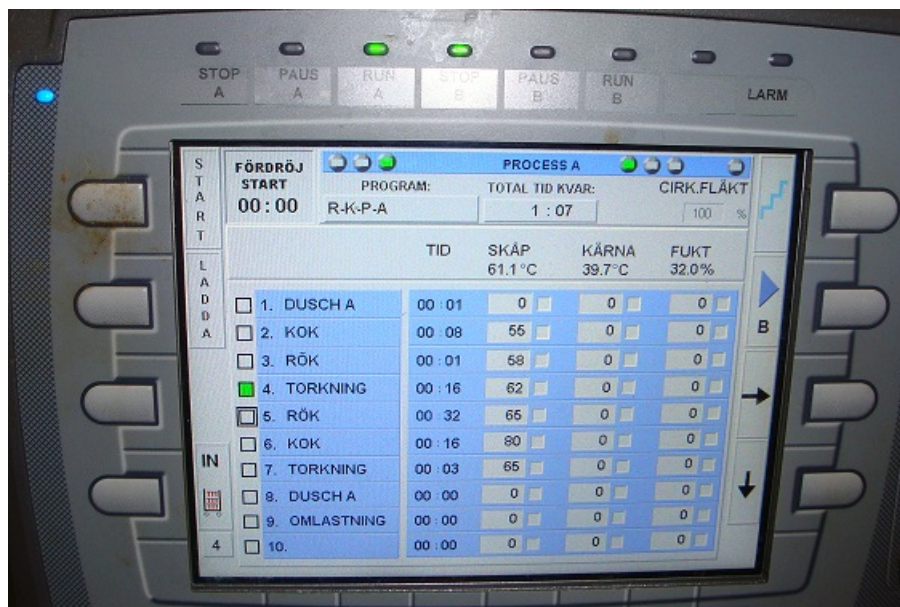 STOP A
PAUS A
RUN A
STOP B
PAUS B
RUN B
LARM
START
LADDA
IN
4
FÖRDRÖJ START
00:00
PROCESS A
PROGRAM:
R-K-P-A
TOTAL TID KVAR:
1 : 07
CIRK.FLÄKT
100 %
B
TID SKÅP KÄRNA FUKT
61.1°C 39.7°C 32.0%
1. DUSCH A 00:01 0 0 0
2. KOK 00:08 55 0 0
3. RÖK 00:01 58 0 0
4. TORKNING 00:16 62 0 0
5. RÖK 00:32 65 0 0
6. KOK 00:16 80 0 0
7. TORKNING 00:03 65 0 0
8. DUSCH A 00:00 0 0 0
9. OMLASTNING 00:00 0 0 0
10. 00:00 0 0 0